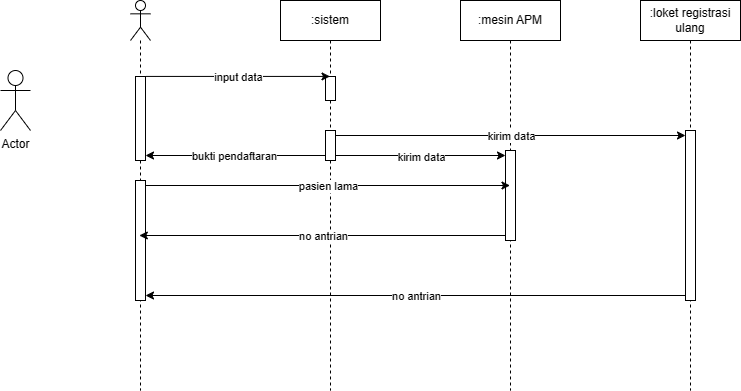 :sistem
:mesin APM
:loket registrasi
ulang
input data
Actor
kirim data
bukti pendaftaran
kirim data
pasien lama
no antrian
no antrian